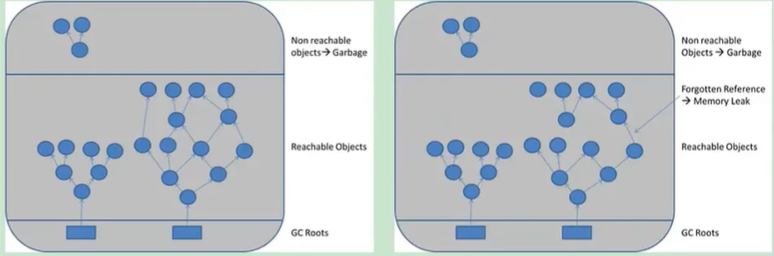 Non reachable
objects→ Garbage
Reachable Objects
GC Roots
Non reachable
Objects → Garbage
Forgotten Reference
→ Memory Leak
Reachable Objects
GC Roots